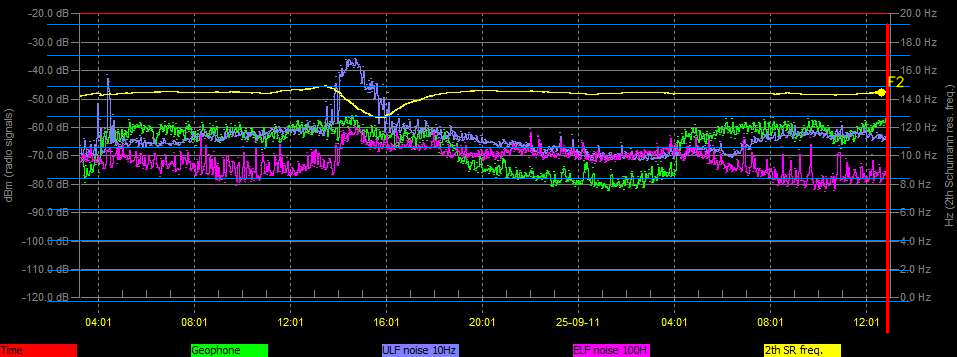 -20.0 dB 20.0 Hz
-30.0 dB 18.0 Hz
-40.0 dB 16.0 Hz
F2
-50.0 dB 14.0 Hz
-60.0 dB 12.0 Hz
-70.0 dB 10.0 Hz
-80.0 dB 8.0 Hz
-90.0 dB 6.0 Hz
-100.0 dB 4.0 Hz
-110.0 dB 2.0 Hz
-120.0 dB 0.0 Hz
dBm (radio signals)
Hz (2th Schumann res. freq.)
04:01 08:01 12:01 16:01 20:01 25-09-11 04:01 08:01 12:01
Time Geophone ULF noise 10Hz ELF noise 100H 2th SR freq.